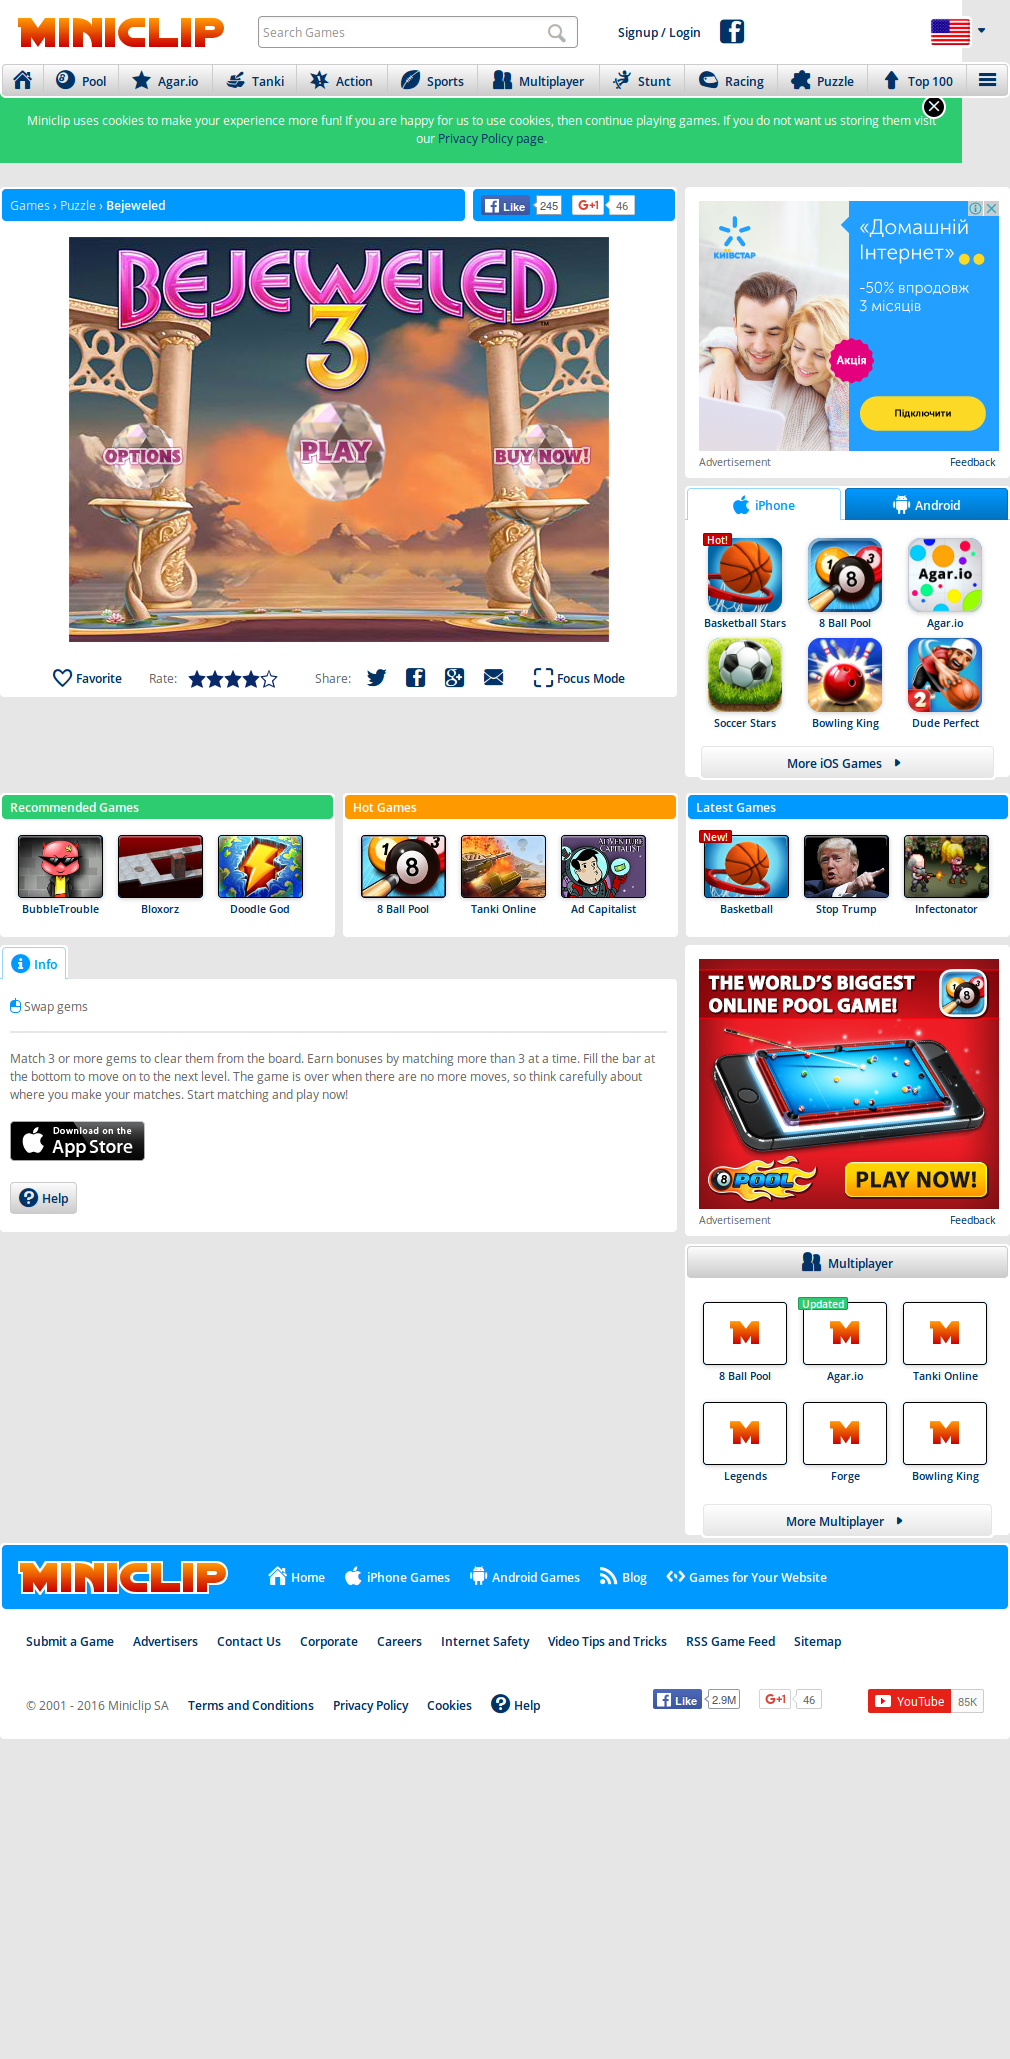 MINICLIP
Search Games
Signup / Login
Pool
Agar.io
Tanki
Action
Sports
Multiplayer
Stunt
Racing
Puzzle
Top 100
Miniclip uses cookies to make your experience more fun! If you are happy for us to use cookies, then continue playing games. If you do not want us storing them visit
our Privacy Policy page.
Games › Puzzle › Bejeweled
Like 245
G+1 46
BEJEWELED
3
™
OPTIONS
PLAY
BUY NOW!
Favorite
Rate:
Share:
Focus Mode
КИЇВСТАР
«Домашній
Інтернет»
-50% впродовж
3 місяців
Акція
Підключити
Advertisement
Feedback
iPhone
Android
Hot!
1 3
8
Agar.io
Basketball Stars
8 Ball Pool
Agar.io
2
Soccer Stars
Bowling King
Dude Perfect
More iOS Games
Recommended Games
BubbleTrouble
Bloxorz
Doodle God
Hot Games
1 3
8
ADVENTURE
CAPITALIST
8 Ball Pool
Tanki Online
Ad Capitalist
Latest Games
New!
Basketball
Stop Trump
Infectonator
Info
Swap gems
Match 3 or more gems to clear them from the board. Earn bonuses by matching more than 3 at a time. Fill the bar at
the bottom to move on to the next level. The game is over when there are no more moves, so think carefully about
where you make your matches. Start matching and play now!
Download on the
App Store
Help
THE WORLD'S BIGGEST
ONLINE POOL GAME!
8
8 POOL
PLAY NOW!
Advertisement
Feedback
Multiplayer
Updated
M
M
M
8 Ball Pool
Agar.io
Tanki Online
M
M
M
Legends
Forge
Bowling King
More Multiplayer
MINICLIP
Home
iPhone Games
Android Games
Blog
Games for Your Website
Submit a Game
Advertisers
Contact Us
Corporate
Careers
Internet Safety
Video Tips and Tricks
RSS Game Feed
Sitemap
© 2001 - 2016 Miniclip SA
Terms and Conditions
Privacy Policy
Cookies
Help
Like 2.9M
G+1 46
YouTube 85K